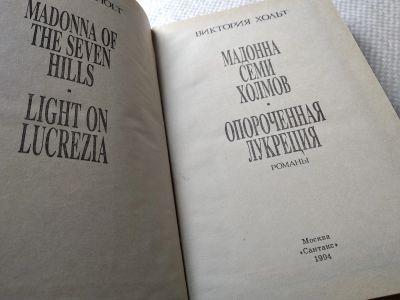 MADONNA OF
THE SEVEN
HILLS
•
LIGHT ON
LUCREZIA
ВИКТОРИЯ ХОЛЬТ
МАДОННА
СЕМИ
ХОЛМОВ
•
ОПОРОЧЕННАЯ
ЛУКРЕЦИЯ
РОМАНЫ
Москва
«Сантакс»
1994